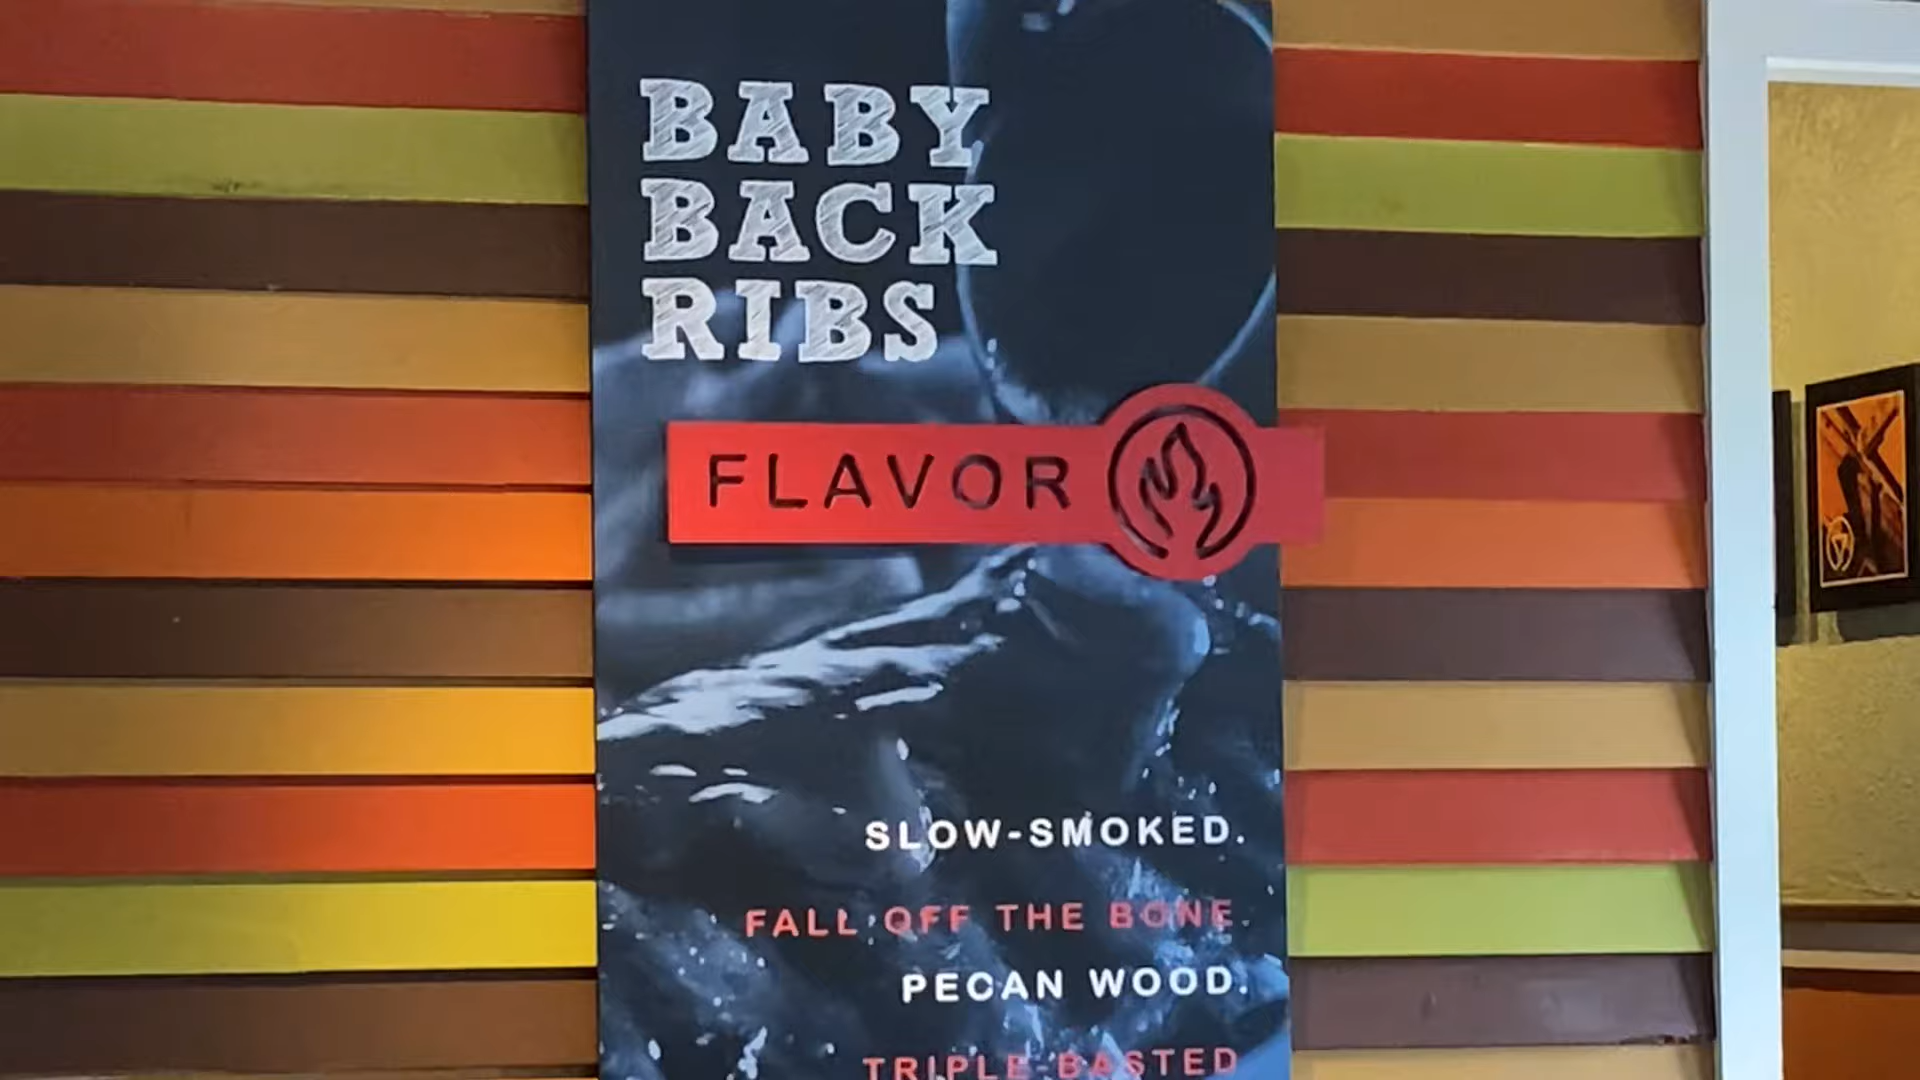 BABY
BACK
RIBS
FLAVOR
SLOW-SMOKED.
FALL OFF THE BONE.
PECAN WOOD.
TRIPLE-BASTED